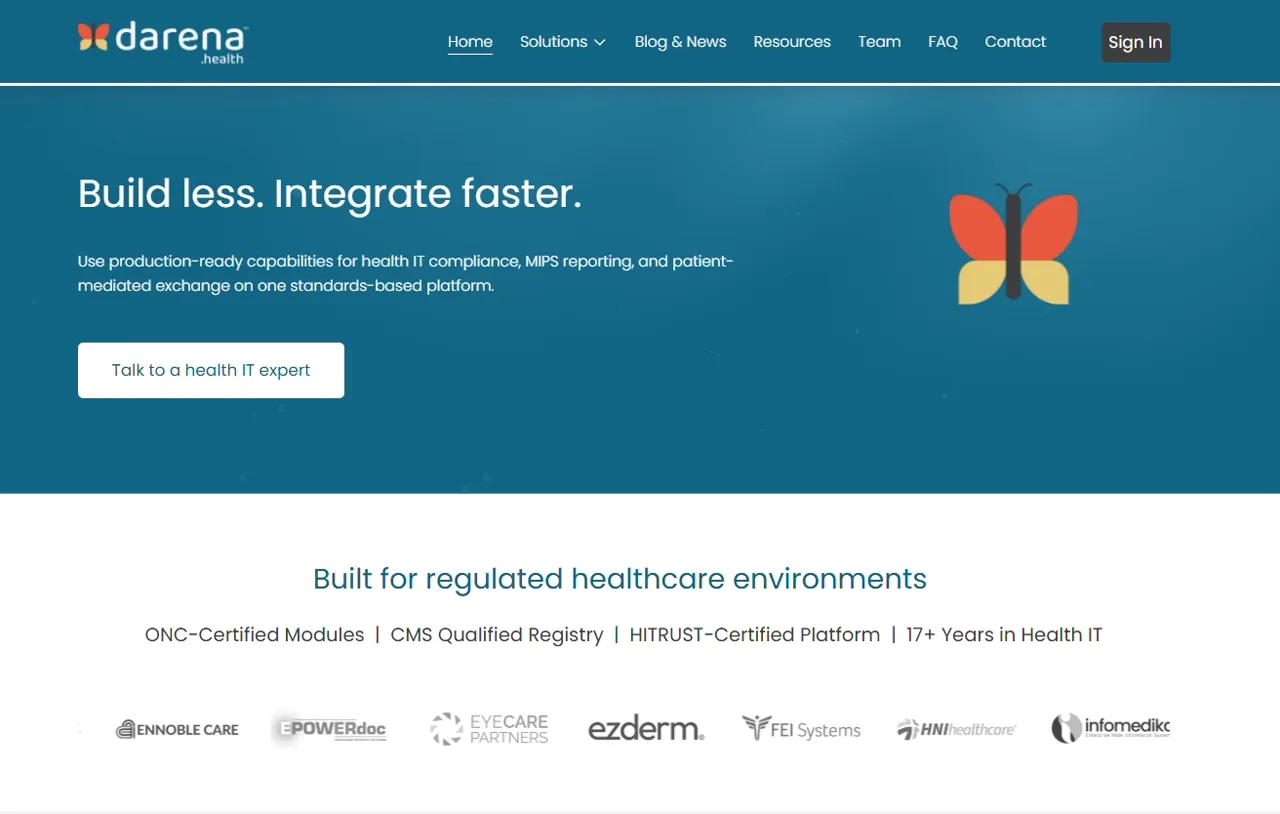 darena™
.health
Home
Solutions
Blog & News
Resources
Team
FAQ
Contact
Sign In
Build less. Integrate faster.
Use production-ready capabilities for health IT compliance, MIPS reporting, and patient-
mediated exchange on one standards-based platform.
Talk to a health IT expert
Built for regulated healthcare environments
ONC-Certified Modules | CMS Qualified Registry | HITRUST-Certified Platform | 17+ Years in Health IT
ENNOBLE CARE
EPOWERdoc
EYECARE
PARTNERS
ezderm®
FEI Systems
HNIhealthcare®
infomedika